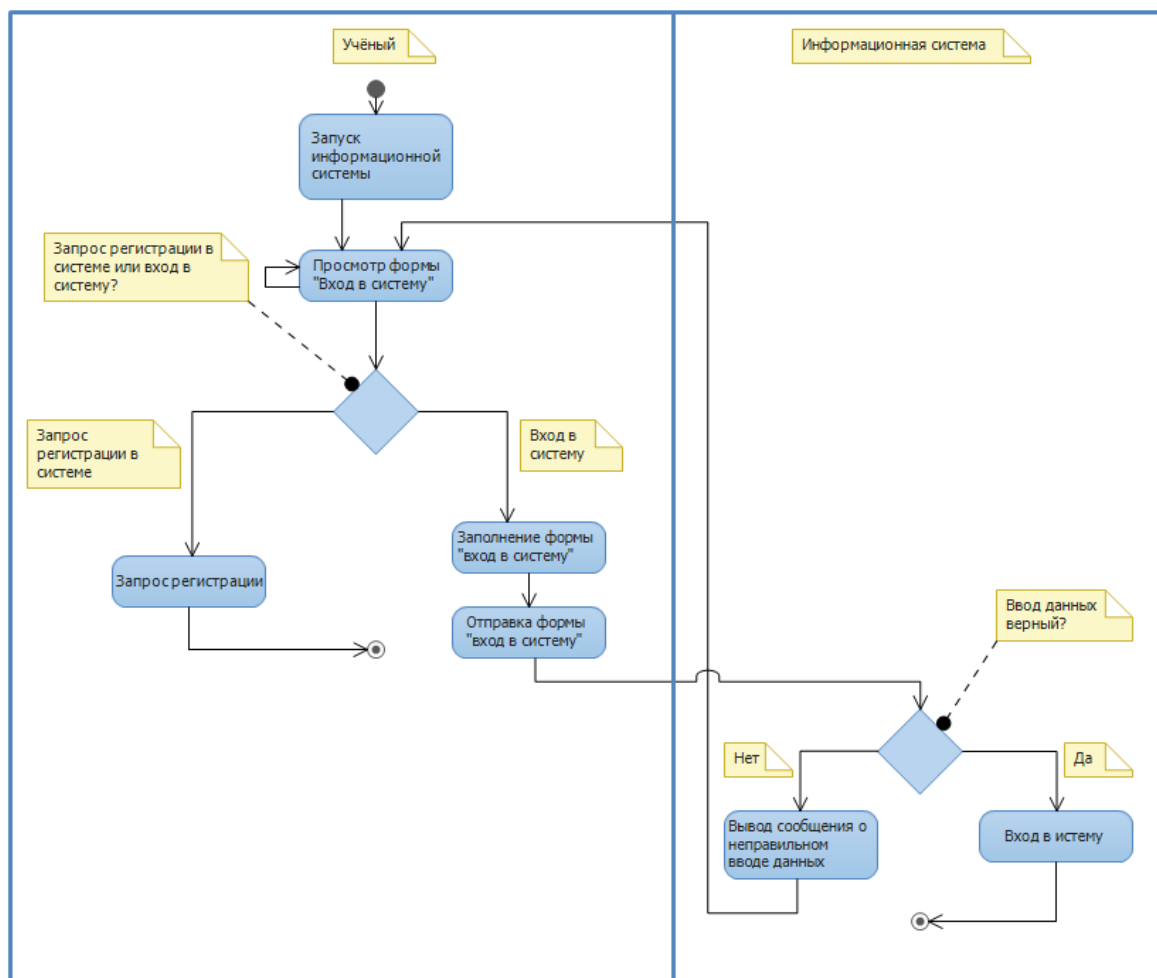 Учёный
Информационная система
Запуск
информационной
системы
Запрос регистрации в
системе или вход в
систему?
Просмотр формы
"Вход в систему"
Запрос
регистрации в
системе
Вход в
систему
Заполнение формы
"вход в систему"
Запрос регистрации
Отправка формы
"вход в систему"
Ввод данных
верный?
Нет
Да
Вывод сообщения о
неправильном
вводе данных
Вход в истему